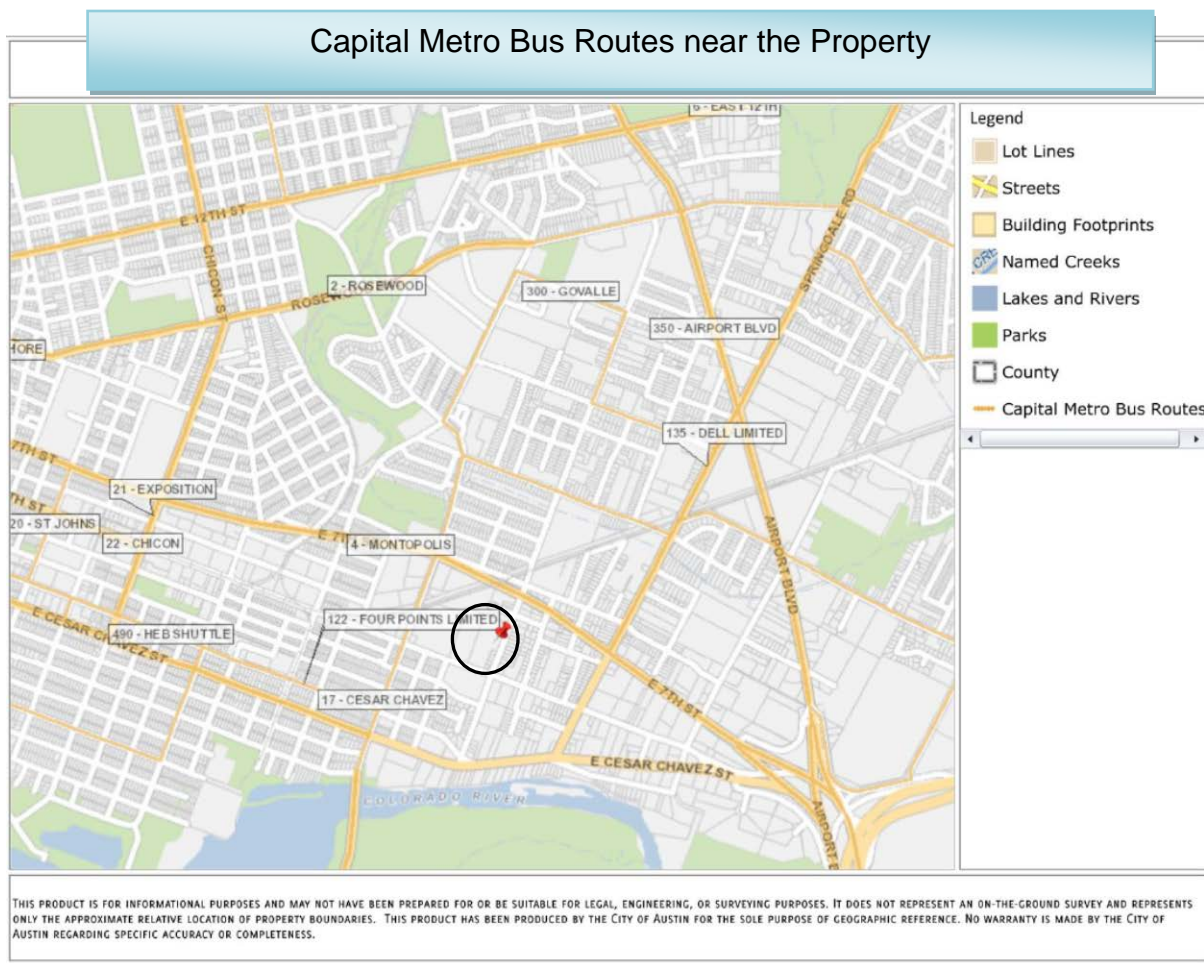 Capital Metro Bus Routes near the Property
6 - EAST 12TH
E 12TH ST
CHICON ST
SPRINGDALE RD
2 - ROSEWOOD
300 - GOVALLE
350 - AIRPORT BLVD
135 - DELL LIMITED
7TH ST
21 - EXPOSITION
20 - ST JOHNS
22 - CHICON
4 - MONTOPOLIS
AIRPORT BLVD
122 - FOUR POINTS LIMITED
490 - HEB SHUTTLE
E CESAR CHAVEZ ST
17 - CESAR CHAVEZ
E 7TH ST
E CESAR CHAVEZ ST
COLORADO RIVER
Legend
Lot Lines
Streets
Building Footprints
Named Creeks
Lakes and Rivers
Parks
County
Capital Metro Bus Routes
THIS PRODUCT IS FOR INFORMATIONAL PURPOSES AND MAY NOT HAVE BEEN PREPARED FOR OR BE SUITABLE FOR LEGAL, ENGINEERING, OR SURVEYING PURPOSES. IT DOES NOT REPRESENT AN ON-THE-GROUND SURVEY AND REPRESENTS
ONLY THE APPROXIMATE RELATIVE LOCATION OF PROPERTY BOUNDARIES. THIS PRODUCT HAS BEEN PRODUCED BY THE CITY OF AUSTIN FOR THE SOLE PURPOSE OF GEOGRAPHIC REFERENCE. NO WARRANTY IS MADE BY THE CITY OF
AUSTIN REGARDING SPECIFIC ACCURACY OR COMPLETENESS.